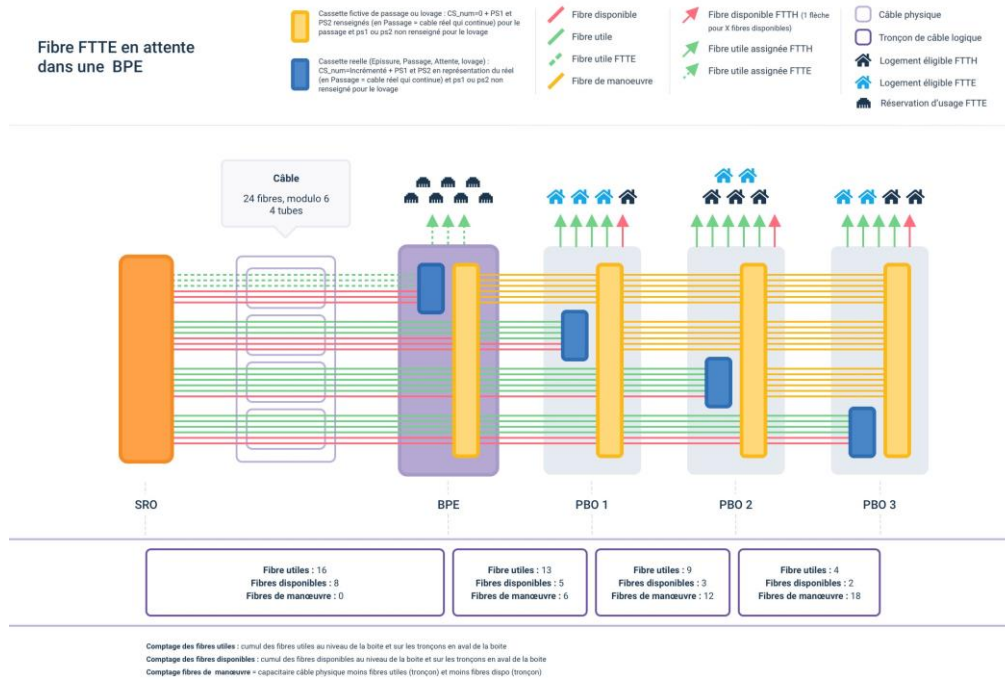 Fibre FTTE en attente
dans une BPE
Cassette fictive de passage ou lovage : CS_num=0 + PS1 et
PS2 renseignés (en Passage = cable réel qui continue) pour le
passage et ps1 ou ps2 non renseigné pour le lovage
Cassette reelle (Epissure, Passage, Attente, lovage) :
CS_num=Incrémenté + PS1 et PS2 en représentation du réel
(en Passage = cable réel qui continue) et ps1 ou ps2 non
renseigné pour le lovage
Fibre disponible
Fibre utile
Fibre utile FTTE
Fibre de manoeuvre
Fibre disponible FTTH (1 flèche
pour X fibres disponibles)
Fibre utile assignée FTTH
Fibre utile assignée FTTE
Câble physique
Tronçon de câble logique
Logement éligible FTTH
Logement éligible FTTE
Réservation d'usage FTTE
Câble
24 fibres, modulo 6
4 tubes
SRO
BPE
PBO 1
PBO 2
PBO 3
Fibre utiles : 16
Fibres disponibles : 8
Fibres de manœuvre : 0
Fibre utiles : 13
Fibres disponibles : 5
Fibres de manœuvre : 6
Fibre utiles : 9
Fibres disponibles : 3
Fibres de manœuvre : 12
Fibre utiles : 4
Fibres disponibles : 2
Fibres de manœuvre : 18
Comptage des fibres utiles : cumul des fibres utiles au niveau de la boite et sur les tronçons en aval de la boite
Comptage des fibres disponibles : cumul des fibres disponibles au niveau de la boite et sur les tronçons en aval de la boite
Comptage fibres de manœuvre = capacitaire câble physique moins fibres utiles (tronçon) et moins fibres dispo (tronçon)